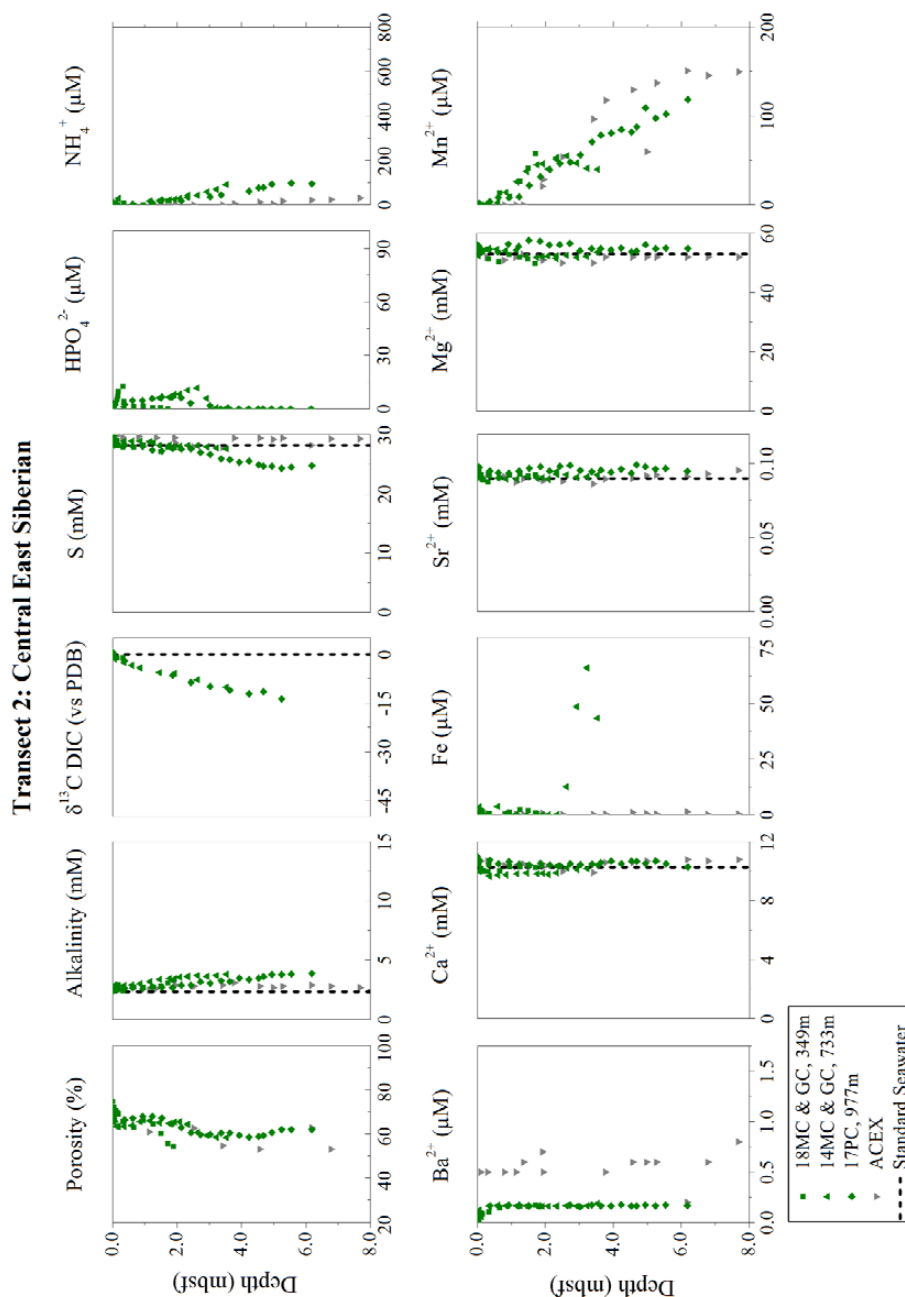 Transect 2: Central East Siberian
Porosity (%)
Alkalinity (mM)
δ¹³C DIC (vs PDB)
S (mM)
HPO₄²⁻ (µM)
NH₄⁺ (µM)
0.0
2.0
4.0
6.0
8.0
Depth (mbsf)
20 40 60 80 100
0 5 10 15
-45 -30 -15 0
0 10 20 30
0 30 60 90
0 200 400 600 800
Ba²⁺ (µM)
Ca²⁺ (mM)
Fe (µM)
Sr²⁺ (mM)
Mg²⁺ (mM)
Mn²⁺ (µM)
0.0
2.0
4.0
6.0
8.0
Depth (mbsf)
0.0 0.5 1.0 1.5
0 4 8 12
0 25 50 75
0.00 0.05 0.10
0 20 40 60
0 100 200
18MC & GC, 349m
14MC & GC, 733m
17PC, 977m
ACEX
Standard Seawater